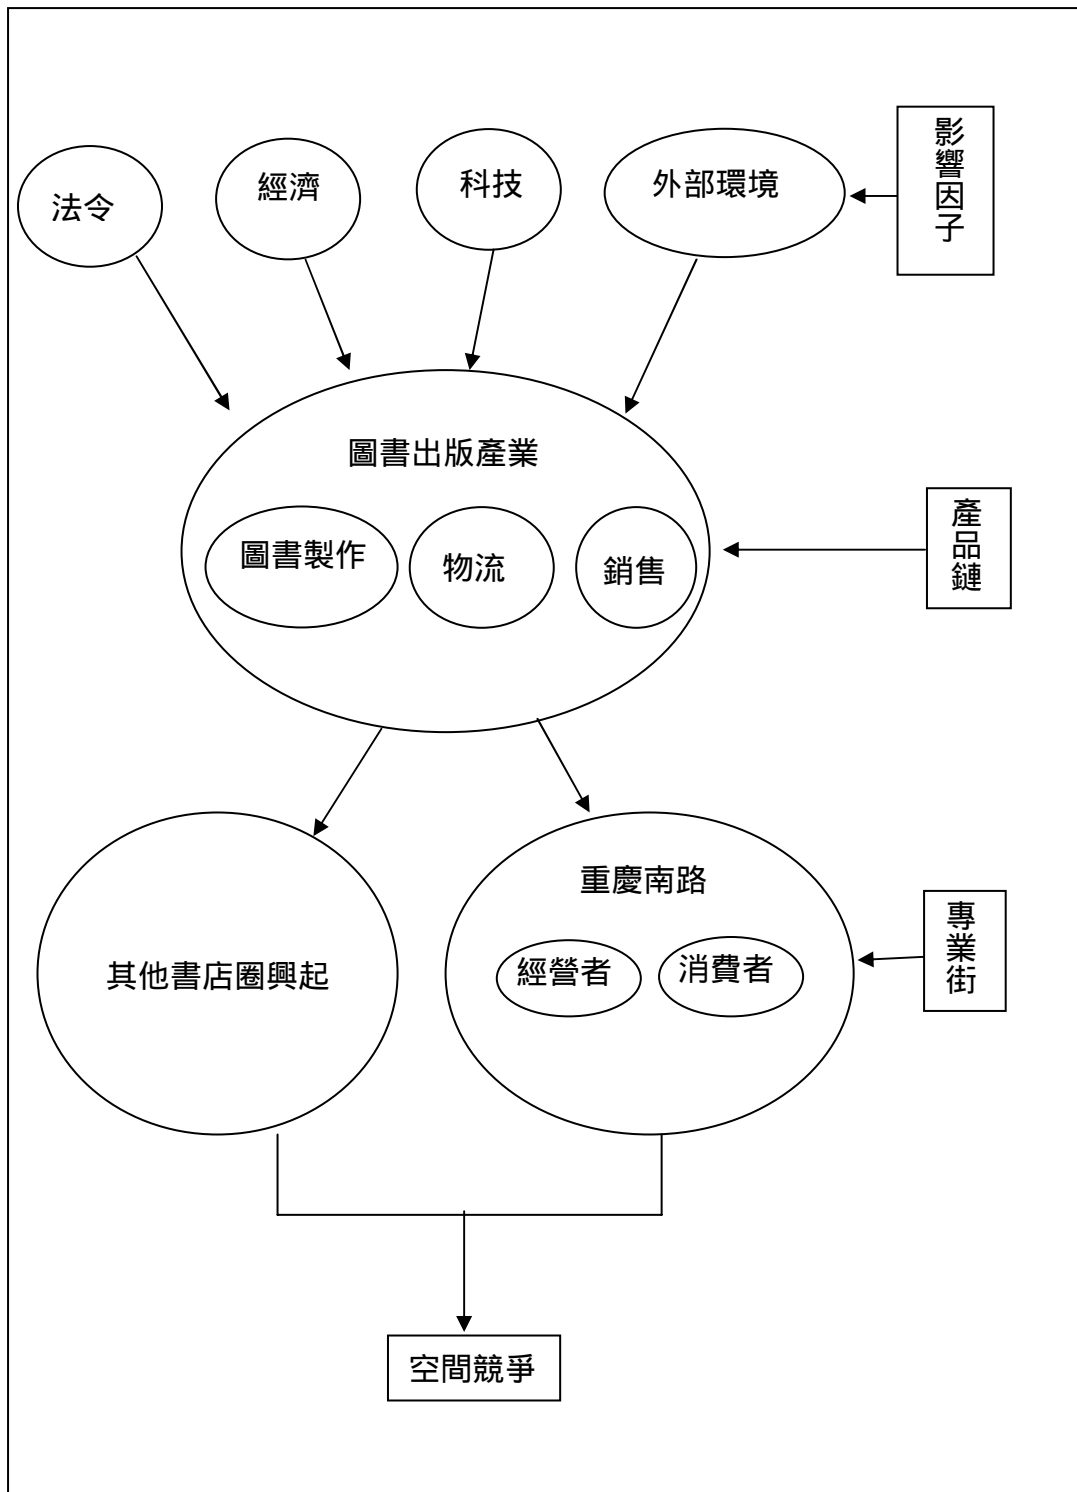 法令
經濟
科技
外部環境
影響因子
圖書出版產業
圖書製作
物流
銷售
產品鏈
其他書店圈興起
重慶南路
經營者
消費者
專業街
空間競爭